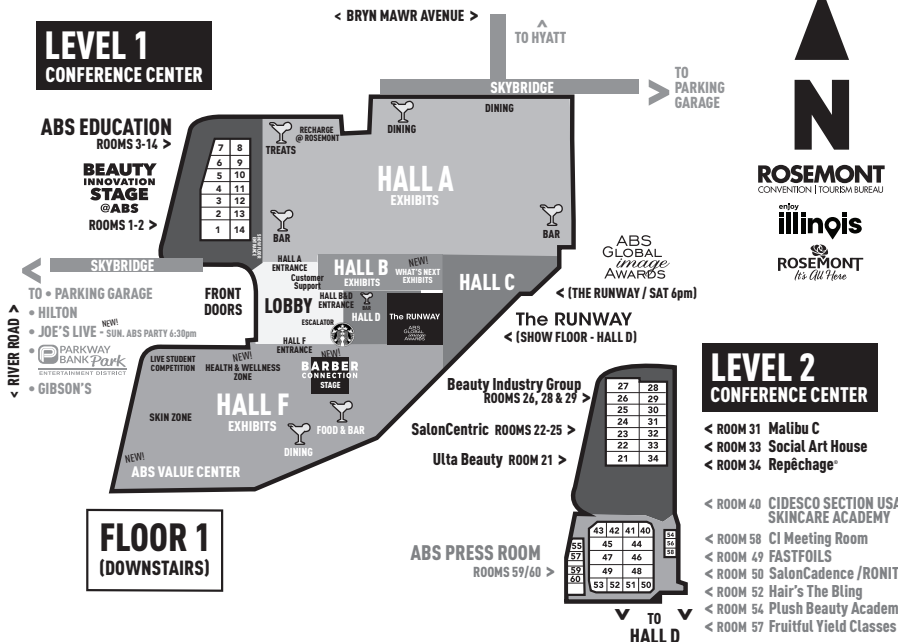 < BRYN MAWR AVENUE >
TO HYATT
LEVEL 1
CONFERENCE CENTER
SKYBRIDGE
TO
PARKING
GARAGE
N
ROSEMONT
CONVENTION | TOURISM BUREAU
enjoy
illinois
ROSEMONT
It's All Here
ABS EDUCATION
ROOMS 3-14 >
BEAUTY
INNOVATION
STAGE
@ABS
ROOMS 1-2 >
7 8
6 9
5 10
4 11
3 12
2 13
1 14
TREATS
RECHARGE
@ ROSEMONT
DINING
DINING
HALL A
EXHIBITS
BAR
BAR
SKYBRIDGE
TO • PARKING GARAGE
• HILTON
NEW!
• JOE'S LIVE - SUN. ABS PARTY 6:30pm
• P PARKWAY
BANK Park
ENTERTAINMENT DISTRICT
• GIBSON'S
< RIVER ROAD >
FRONT
DOORS
HALL A
ENTRANCE
Customer
Support
LOBBY
HALL B&D
ENTRANCE
ESCALATOR
HALL F
ENTRANCE
HALL B
EXHIBITS
NEW!
WHAT'S NEXT
EXHIBITS
HALL C
BAR
HALL D
The RUNWAY
ABS
GLOBAL
image
AWARDS
ABS
GLOBAL
image
AWARDS
< (THE RUNWAY / SAT 6pm)
The RUNWAY
< (SHOW FLOOR - HALL D)
LIVE STUDENT
COMPETITION
NEW!
HEALTH & WELLNESS
ZONE
NEW!
BARBER
CONNECTION
STAGE
SKIN ZONE
HALL F
EXHIBITS
FOOD & BAR
DINING
NEW!
ABS VALUE CENTER
FLOOR 1
(DOWNSTAIRS)
LEVEL 2
CONFERENCE CENTER
Beauty Industry Group
ROOMS 26, 28 & 29 >
SalonCentric ROOMS 22-25 >
Ulta Beauty ROOM 21 >
27 28
26 29
25 30
24 31
23 32
22 33
21 34
< ROOM 31 Malibu C
< ROOM 33 Social Art House
< ROOM 34 Repêchage®
< ROOM 40 CIDESCO SECTION USA
SKINCARE ACADEMY
< ROOM 58 CI Meeting Room
< ROOM 49 FASTFOILS
< ROOM 50 SalonCadence /RONIT
< ROOM 52 Hair's The Bling
< ROOM 54 Plush Beauty Academ
< ROOM 57 Fruitful Yield Classes
ABS PRESS ROOM
ROOMS 59/60 >
43 42 41 40
45 44
47 46
49 48
53 52 51 50
55
57
59
60
54
56
58
TO
HALL D